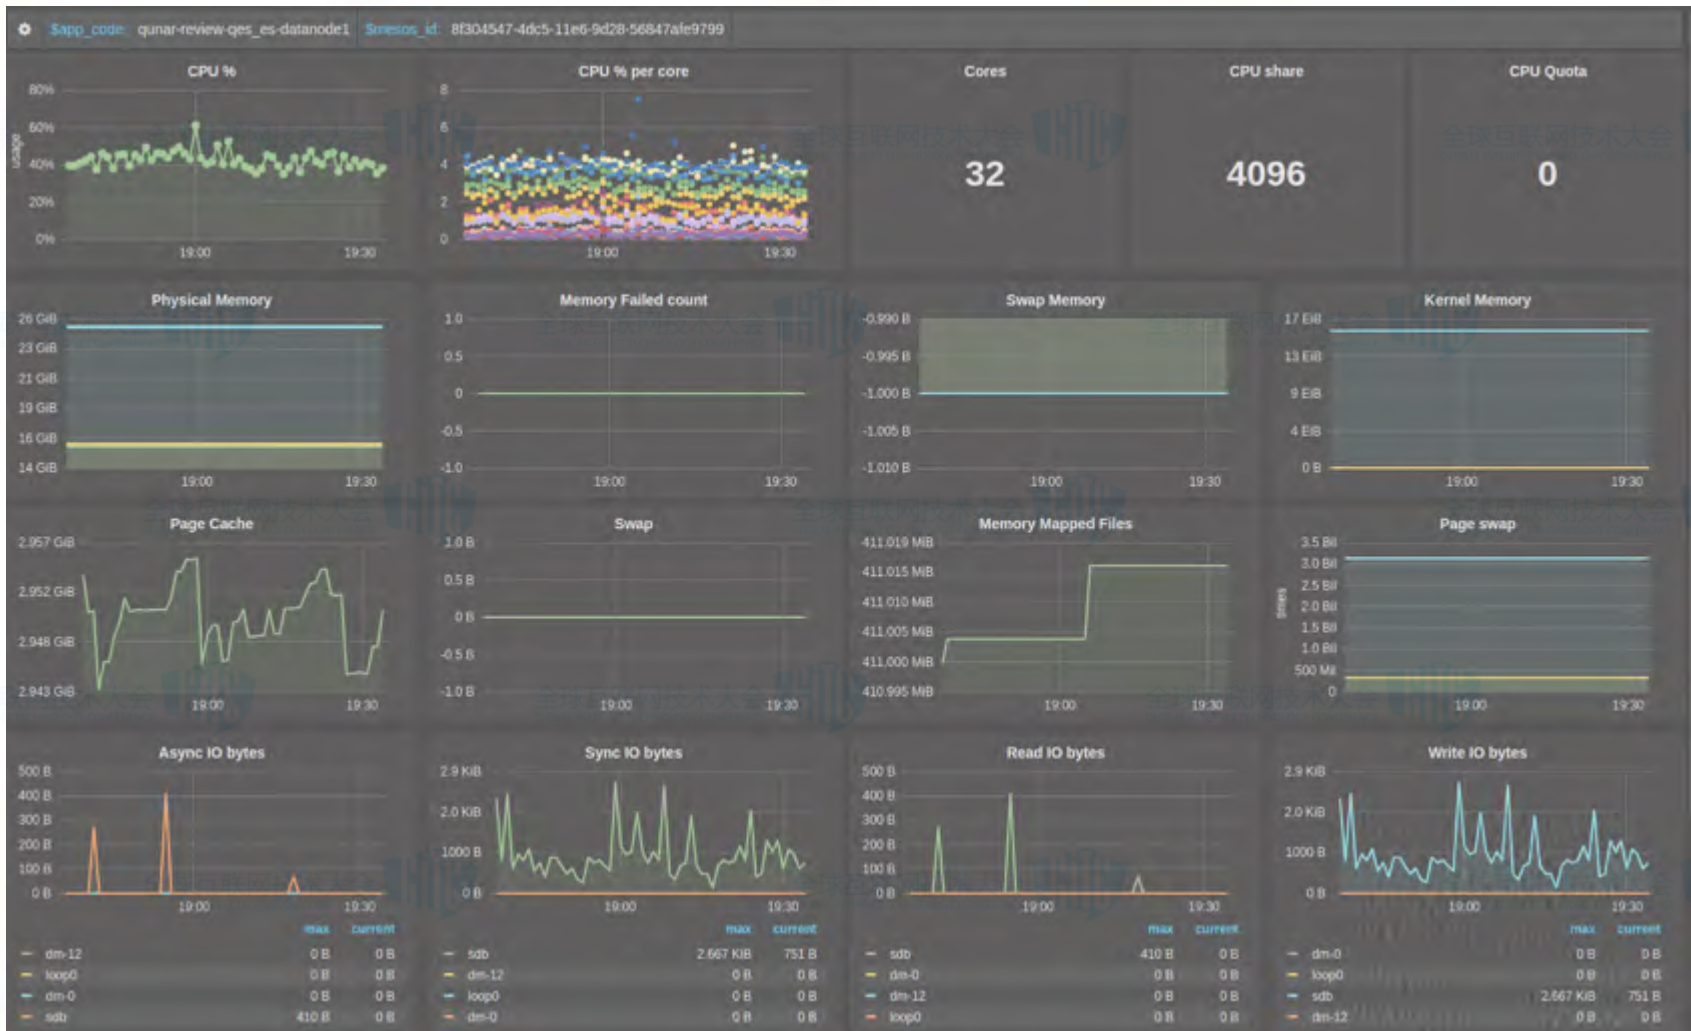 $app_code: qunar-review-qes_es-datanode1 $mesos_id: 8f304547-4dc5-11e6-9d28-56847afe9799
CPU %
80%
60%
40%
20%
0%
usage
19:00 19:30
CPU % per core
8
6
4
2
0
19:00 19:30
Cores
32
CPU share
4096
CPU Quota
0
Physical Memory
26 GiB
23 GiB
21 GiB
19 GiB
16 GiB
14 GiB
19:00 19:30
Memory Failed count
1.0
0.5
0
-0.5
-1.0
19:00 19:30
Swap Memory
-0.990 B
-0.995 B
-1.000 B
-1.005 B
-1.010 B
19:00 19:30
Kernel Memory
17 EiB
13 EiB
9 EiB
4 EiB
0 B
19:00 19:30
Page Cache
2.957 GiB
2.952 GiB
2.948 GiB
2.943 GiB
19:00 19:30
Swap
1.0 B
0.5 B
0 B
-0.5 B
-1.0 B
19:00 19:30
Memory Mapped Files
411.019 MiB
411.015 MiB
411.010 MiB
411.005 MiB
411.000 MiB
410.995 MiB
19:00 19:30
Page swap
3.5 Bil
3.0 Bil
2.5 Bil
2.0 Bil
1.5 Bil
1.0 Bil
500 Mil
0
times
19:00 19:30
Async IO bytes
500 B
400 B
300 B
200 B
100 B
0 B
19:00 19:30
max current
dm-12 0 B 0 B
loop0 0 B 0 B
dm-0 0 B 0 B
sdb 410 B 0 B
Sync IO bytes
2.9 KiB
2.0 KiB
1000 B
0 B
19:00 19:30
max current
sdb 2.667 KiB 751 B
dm-12 0 B 0 B
loop0 0 B 0 B
dm-0 0 B 0 B
Read IO bytes
500 B
400 B
300 B
200 B
100 B
0 B
19:00 19:30
max current
sdb 410 B 0 B
dm-0 0 B 0 B
dm-12 0 B 0 B
loop0 0 B 0 B
Write IO bytes
2.9 KiB
2.0 KiB
1000 B
0 B
19:00 19:30
max current
dm-0 0 B 0 B
loop0 0 B 0 B
sdb 2.667 KiB 751 B
dm-12 0 B 0 B
全球互联网技术大会